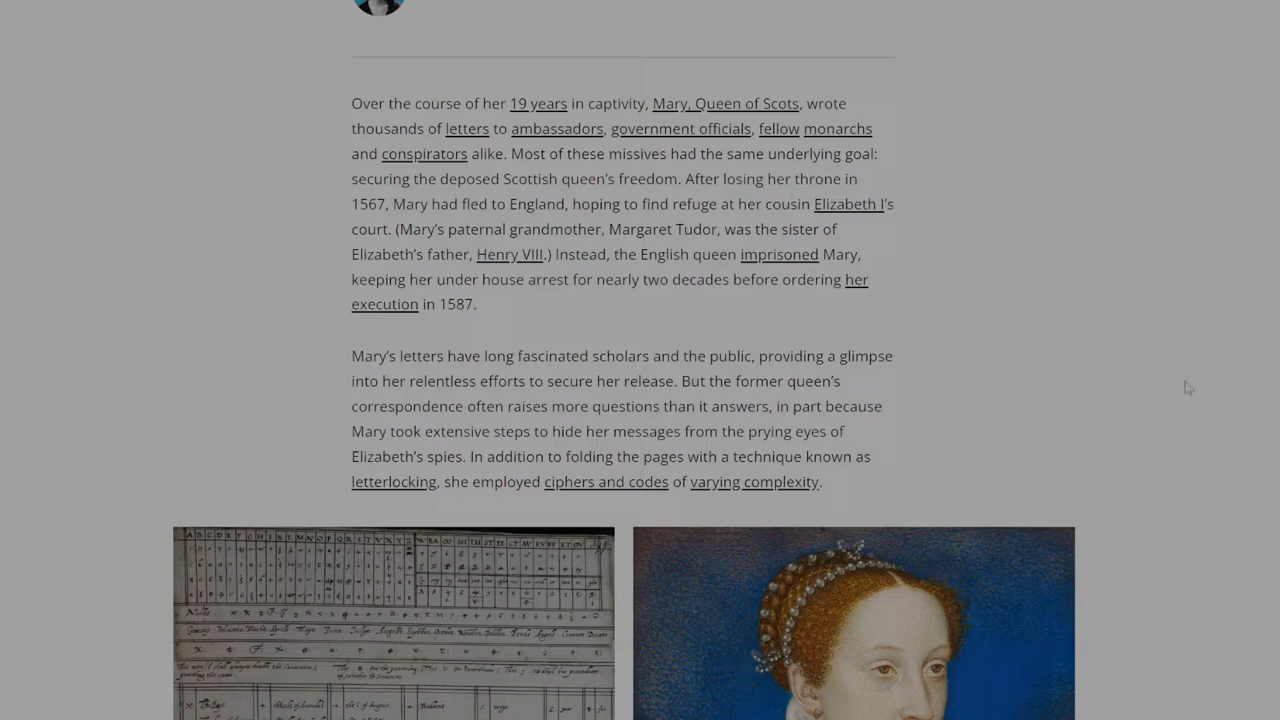 Over the course of her 19 years in captivity, Mary, Queen of Scots, wrote
thousands of letters to ambassadors, government officials, fellow monarchs
and conspirators alike. Most of these missives had the same underlying goal:
securing the deposed Scottish queen’s freedom. After losing her throne in
1567, Mary had fled to England, hoping to find refuge at her cousin Elizabeth I’s
court. (Mary’s paternal grandmother, Margaret Tudor, was the sister of
Elizabeth’s father, Henry VIII.) Instead, the English queen imprisoned Mary,
keeping her under house arrest for nearly two decades before ordering her
execution in 1587.
Mary’s letters have long fascinated scholars and the public, providing a glimpse
into her relentless efforts to secure her release. But the former queen’s
correspondence often raises more questions than it answers, in part because
Mary took extensive steps to hide her messages from the prying eyes of
Elizabeth’s spies. In addition to folding the pages with a technique known as
letterlocking, she employed ciphers and codes of varying complexity.